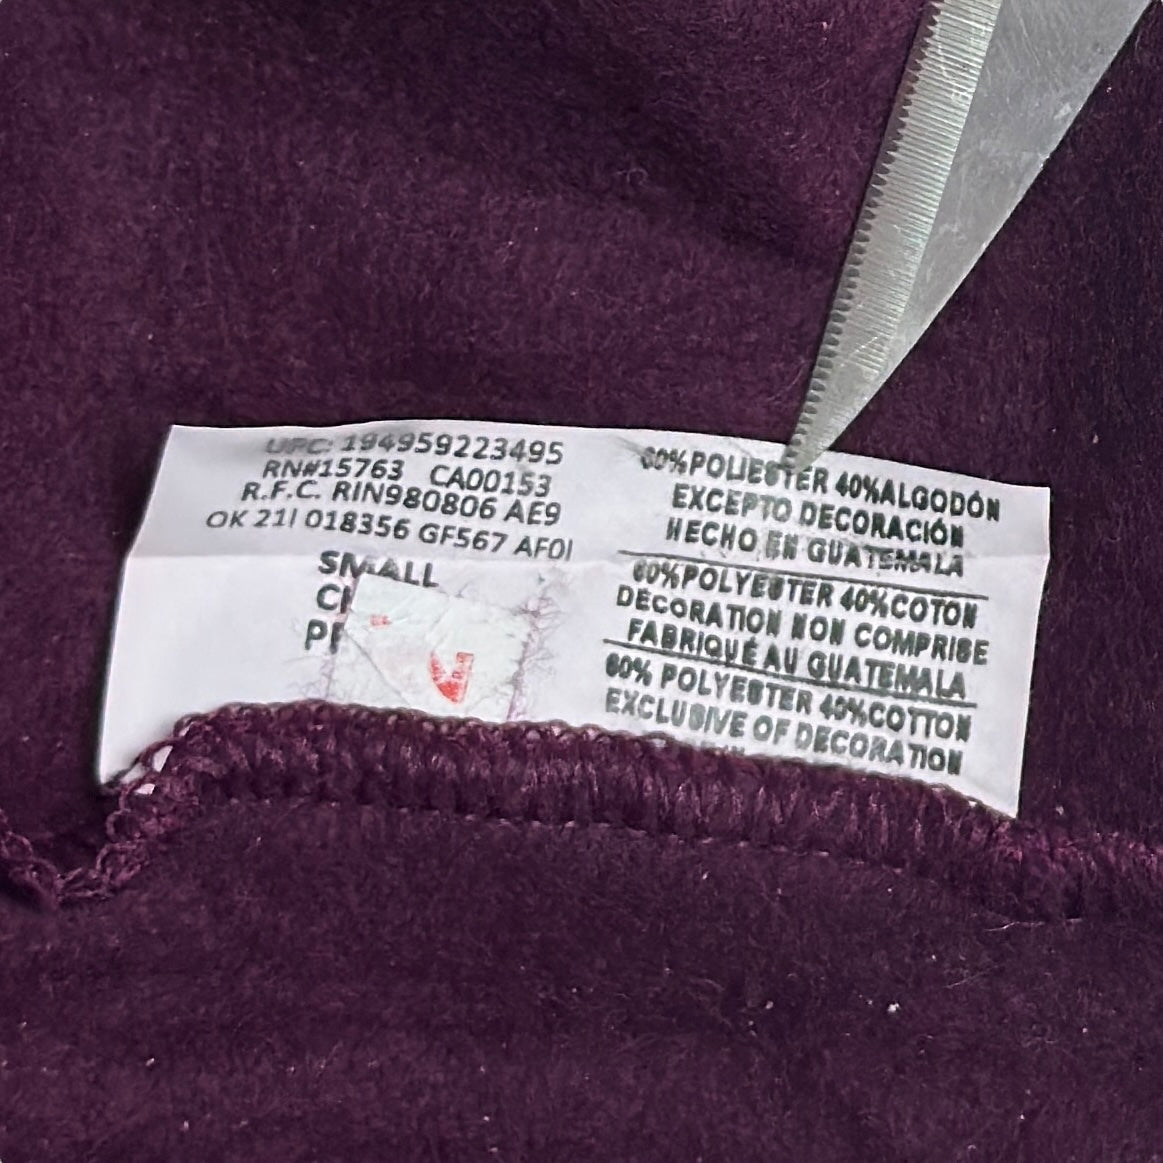 UPC: 194959223495
RN#15763 CA00153
R.F.C. RIN980806 AE9
OK 21I 018356 GF567 AF0I
SMALL
60%POLIESTER 40%ALGODÓN
EXCEPTO DECORACIÓN
HECHO EN GUATEMALA
60%POLYESTER 40%COTON
DÉCORATION NON COMPRISE
FABRIQUÉ AU GUATEMALA
60% POLYESTER 40%COTTON
EXCLUSIVE OF DECORATION